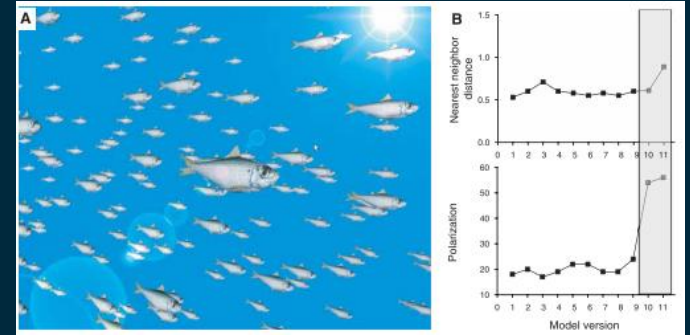 A
B
Nearest neighbor
distance
1.5
1.0
0.5
0.0
0 1 2 3 4 5 6 7 8 9 10 11
Polarization
60
50
40
30
20
10
0 1 2 3 4 5 6 7 8 9 10 11
Model version